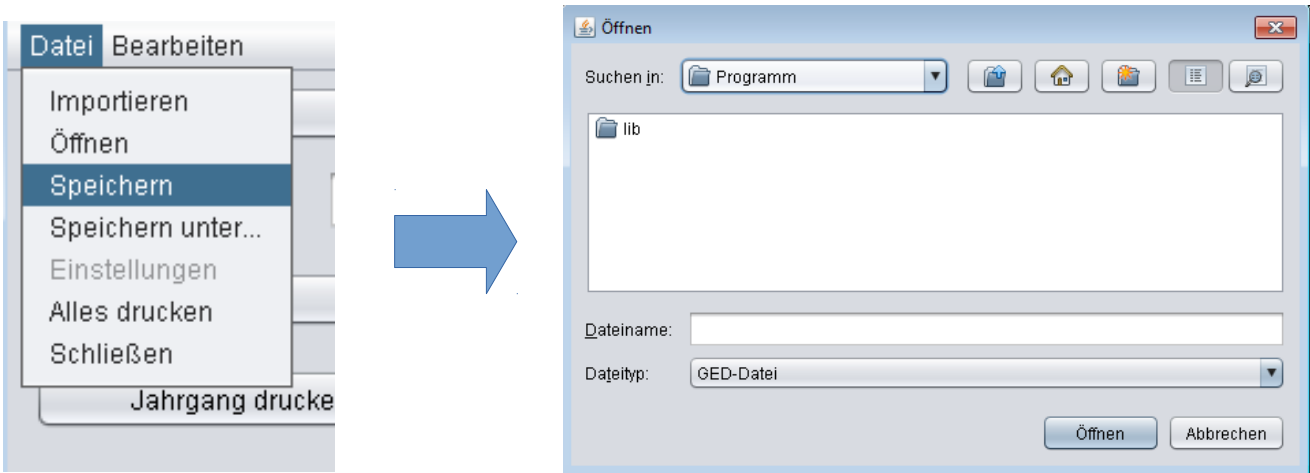 Datei Bearbeiten
Importieren
Öffnen
Speichern
Speichern unter...
Einstellungen
Alles drucken
Schließen
Jahrgang drucke
Öffnen
Suchen in: Programm
lib
Dateiname:
Dateityp: GED-Datei
Öffnen Abbrechen